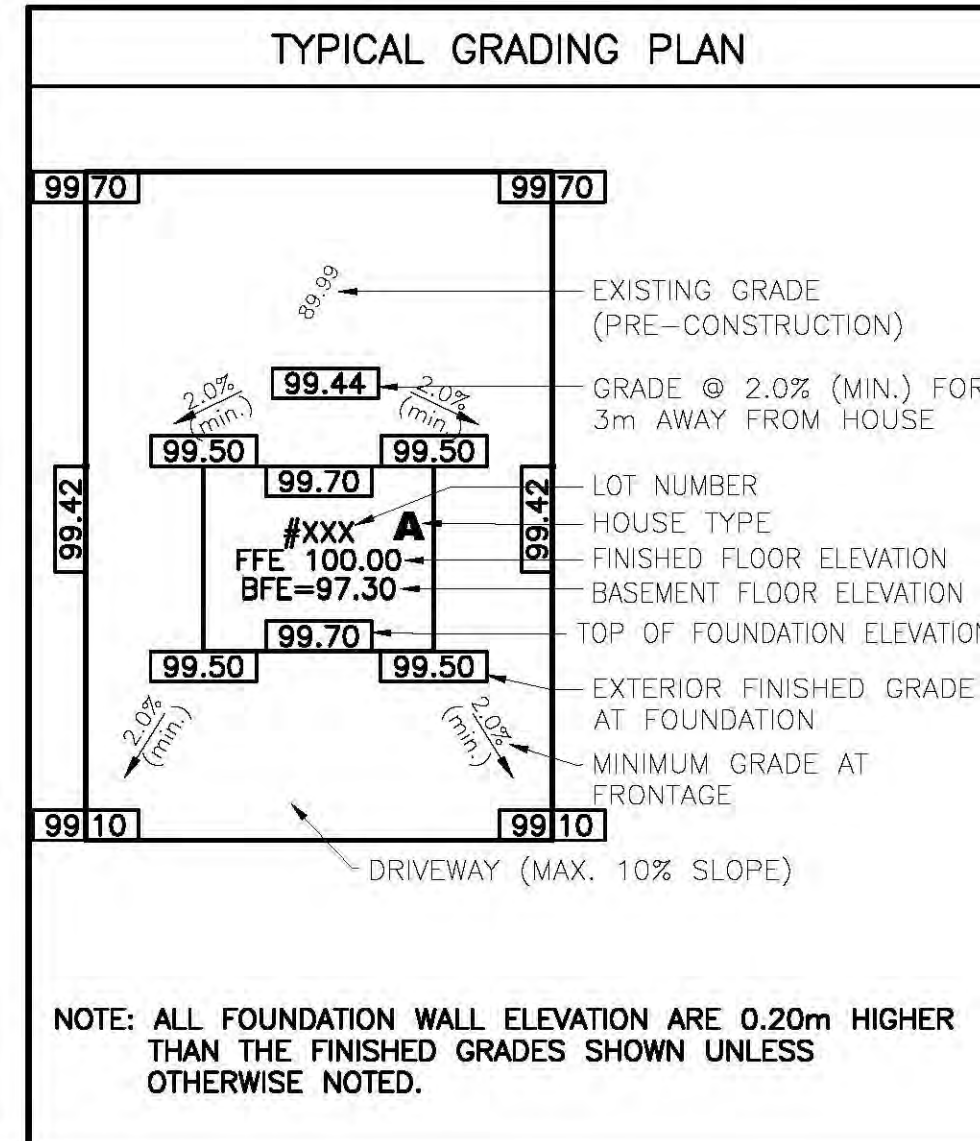 TYPICAL GRADING PLAN
99 70
99 70
89.99
EXISTING GRADE
(PRE-CONSTRUCTION)
99.44
GRADE @ 2.0% (MIN.) FOR
3m AWAY FROM HOUSE
2.0%
(min.)
2.0%
(min.)
99.50
99.50
99.70
99.42
99.42
#XXX
A
LOT NUMBER
HOUSE TYPE
FFE 100.00
FINISHED FLOOR ELEVATION
BFE=97.30
BASEMENT FLOOR ELEVATION
99.70
TOP OF FOUNDATION ELEVATION
99.50
99.50
EXTERIOR FINISHED GRADE
AT FOUNDATION
2.0%
(min.)
2.0%
(min.)
MINIMUM GRADE AT
FRONTAGE
99 10
99 10
DRIVEWAY (MAX. 10% SLOPE)
NOTE: ALL FOUNDATION WALL ELEVATION ARE 0.20m HIGHER
THAN THE FINISHED GRADES SHOWN UNLESS
OTHERWISE NOTED.